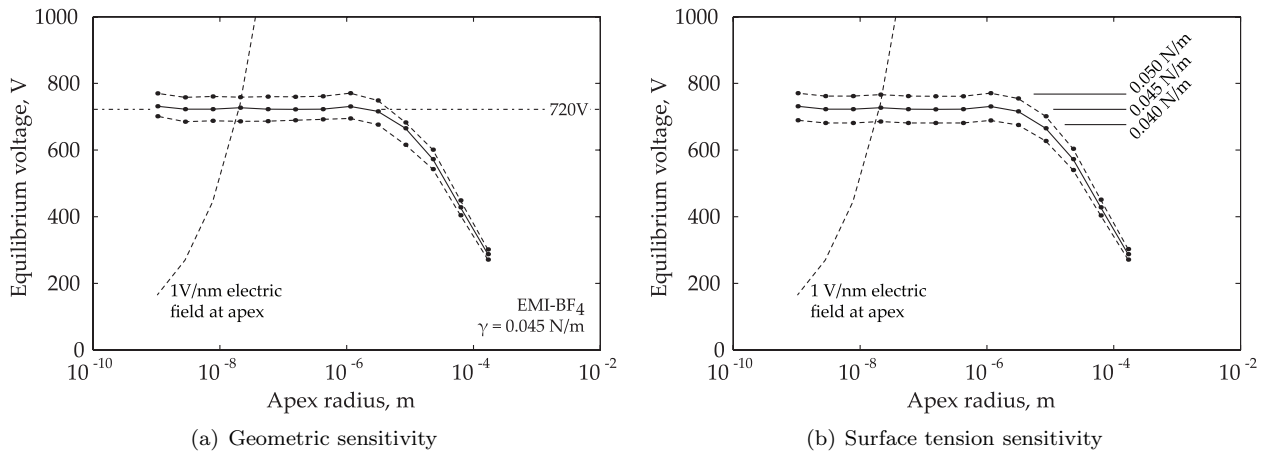 1000
800
600
400
200
0
Equilibrium voltage, V
720V
1V/nm electric
field at apex
EMI-BF4
γ = 0.045 N/m
10-10
10-8
10-6
10-4
10-2
Apex radius, m
(a) Geometric sensitivity
1000
800
600
400
200
0
Equilibrium voltage, V
0.050 N/m
0.045 N/m
0.040 N/m
1 V/nm electric
field at apex
10-10
10-8
10-6
10-4
10-2
Apex radius, m
(b) Surface tension sensitivity